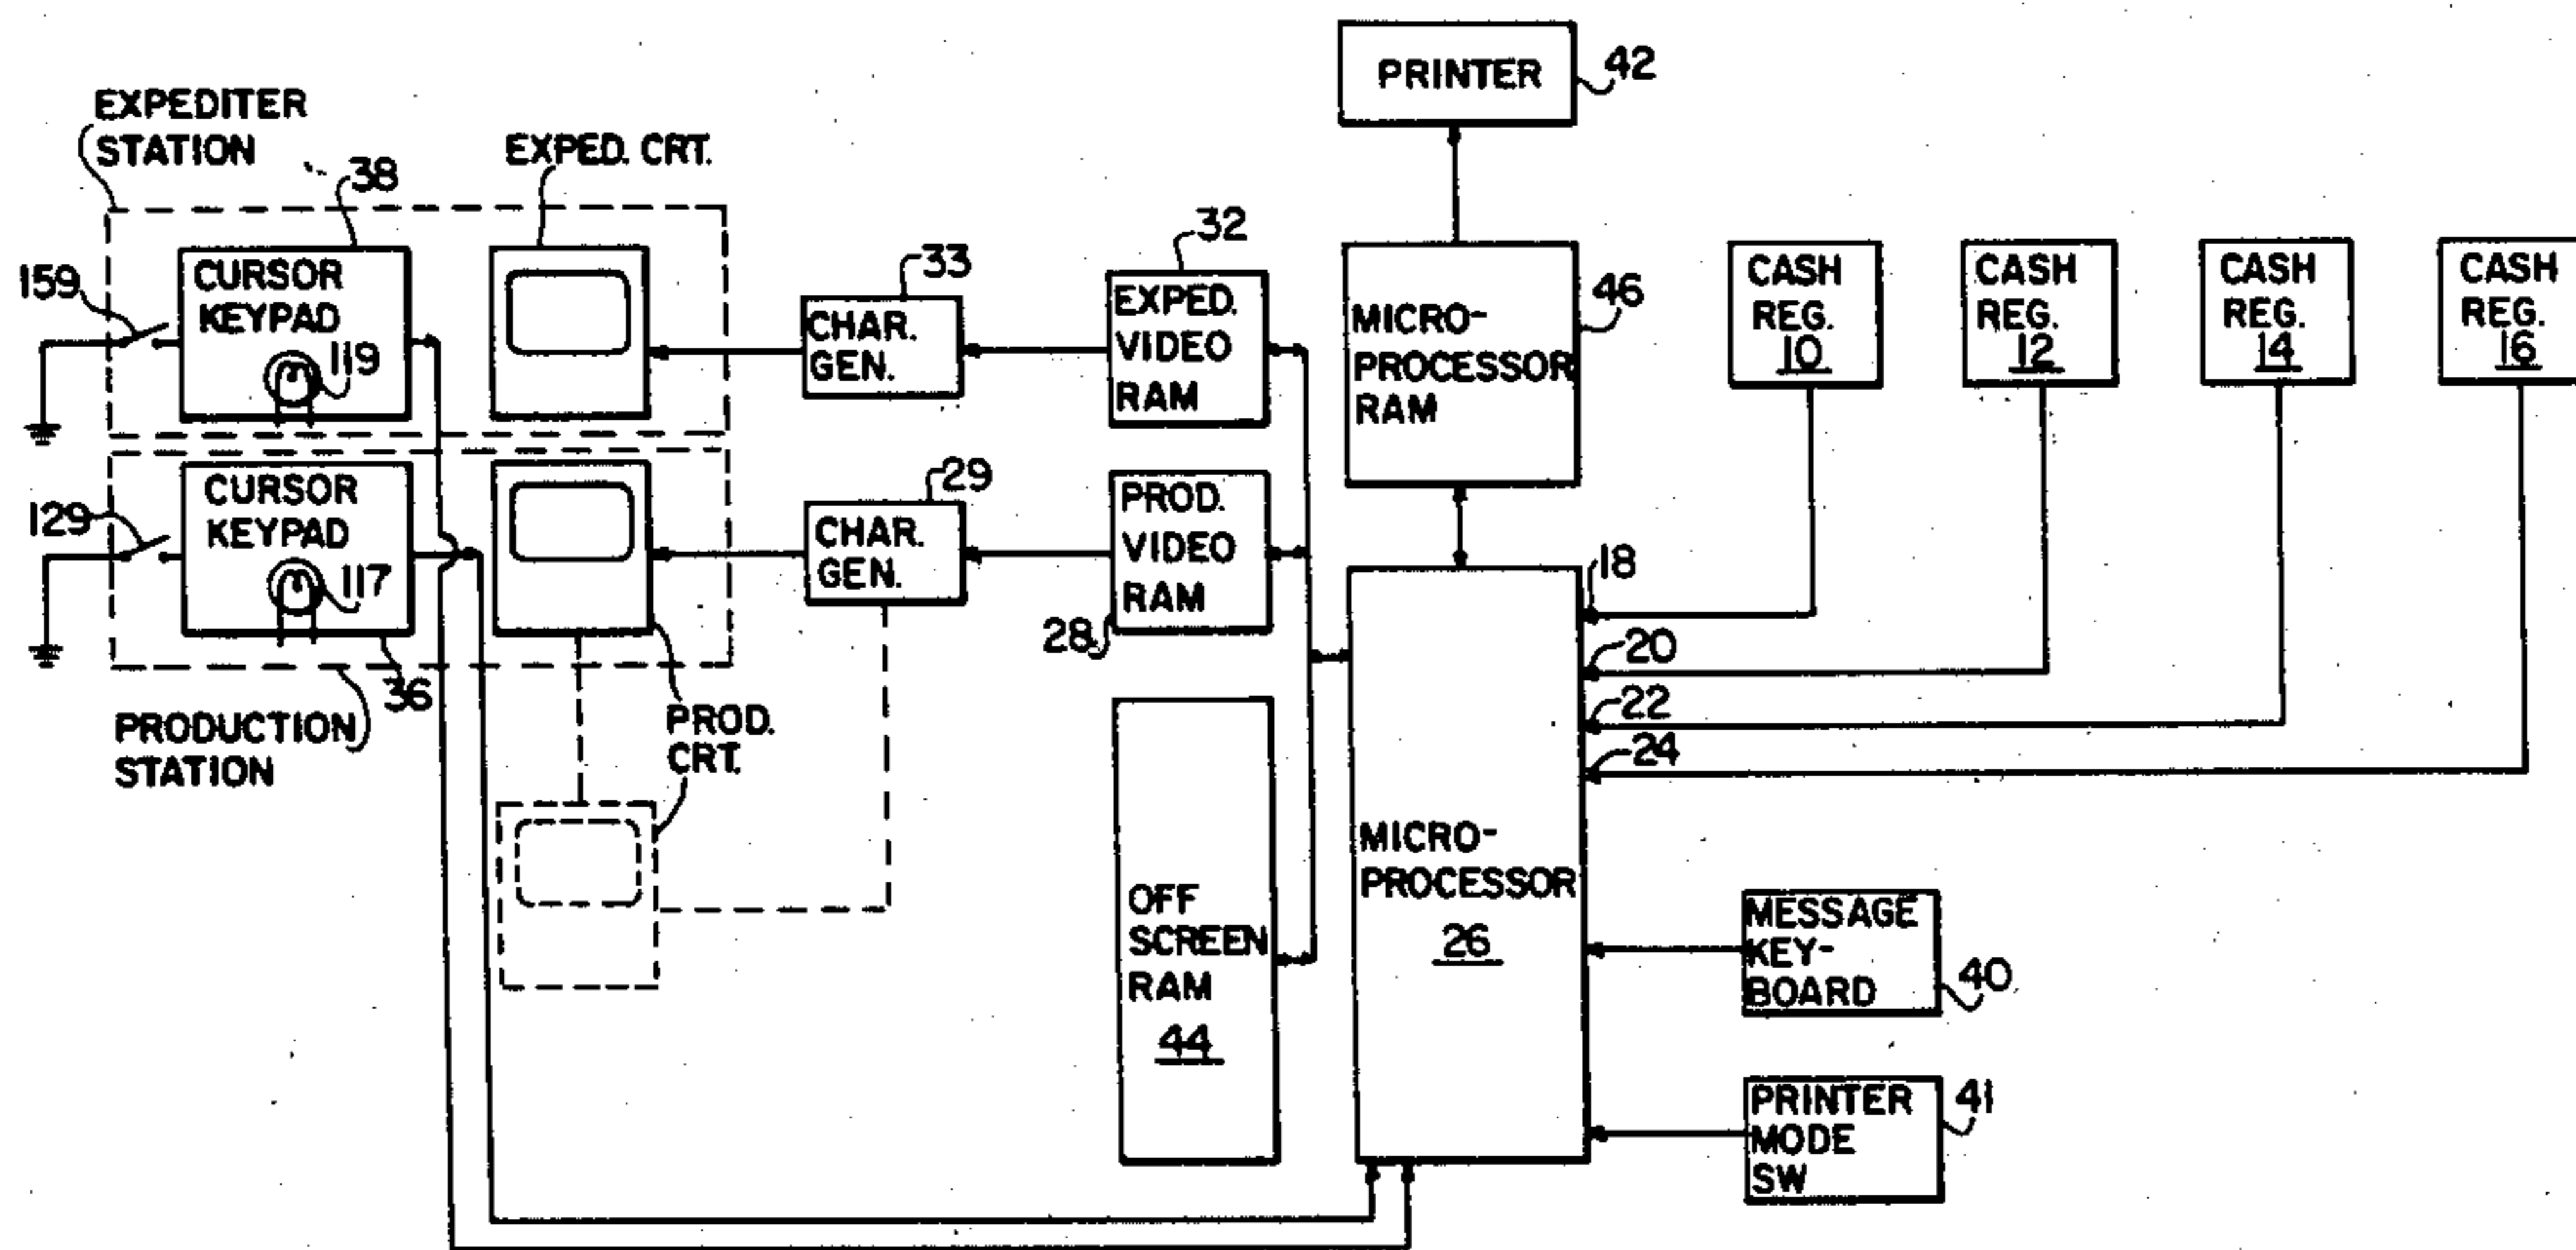 PRINTER
42
EXPEDITER
STATION
38
EXPED. CRT.
159
CURSOR
KEYPAD
119
33
CHAR.
GEN.
32
EXPED.
VIDEO
RAM
MICRO-
PROCESSOR
RAM
46
CASH
REG.
10
CASH
REG.
12
CASH
REG.
14
CASH
REG.
16
129
CURSOR
KEYPAD
117
36
PRODUCTION
STATION
PROD.
CRT.
29
CHAR.
GEN.
PROD.
VIDEO
RAM
28
18
20
22
24
OFF
SCREEN
RAM
44
MICRO-
PROCESSOR
26
MESSAGE
KEY-
BOARD
40
PRINTER
MODE
SW
41